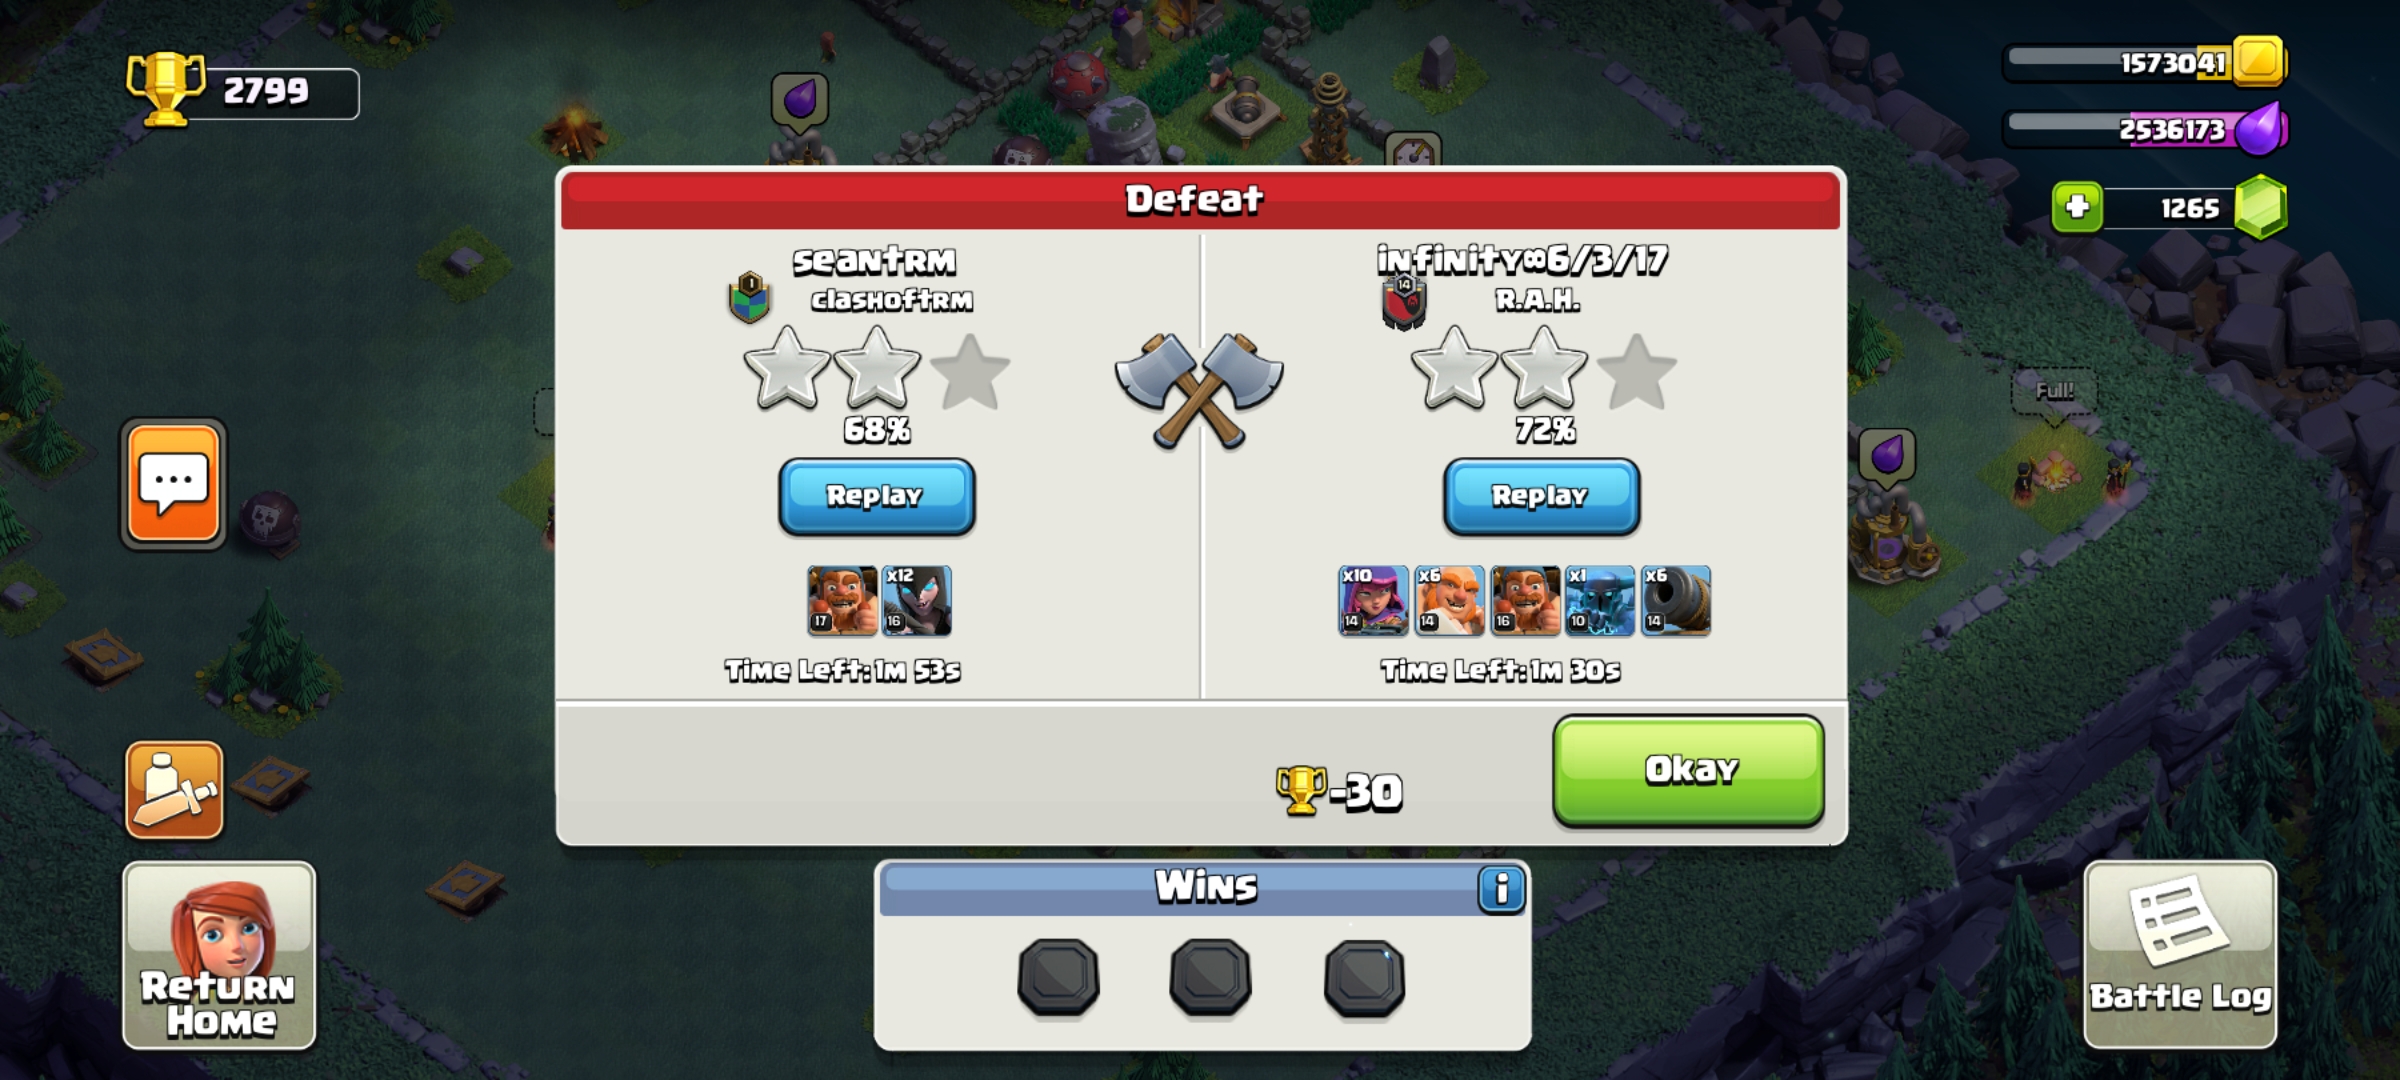 2799
1573041
2536173
1265
Defeat
seantrm
clashoftrm
1
68%
Replay
17
x12
16
Time Left: 1m 53s
infinity∞6/3/17
R.A.H.
14
72%
Replay
x10
14
x6
14
16
x1
10
x6
14
Time Left: 1m 30s
Full!
-30
Okay
Wins
i
Return
Home
Battle Log